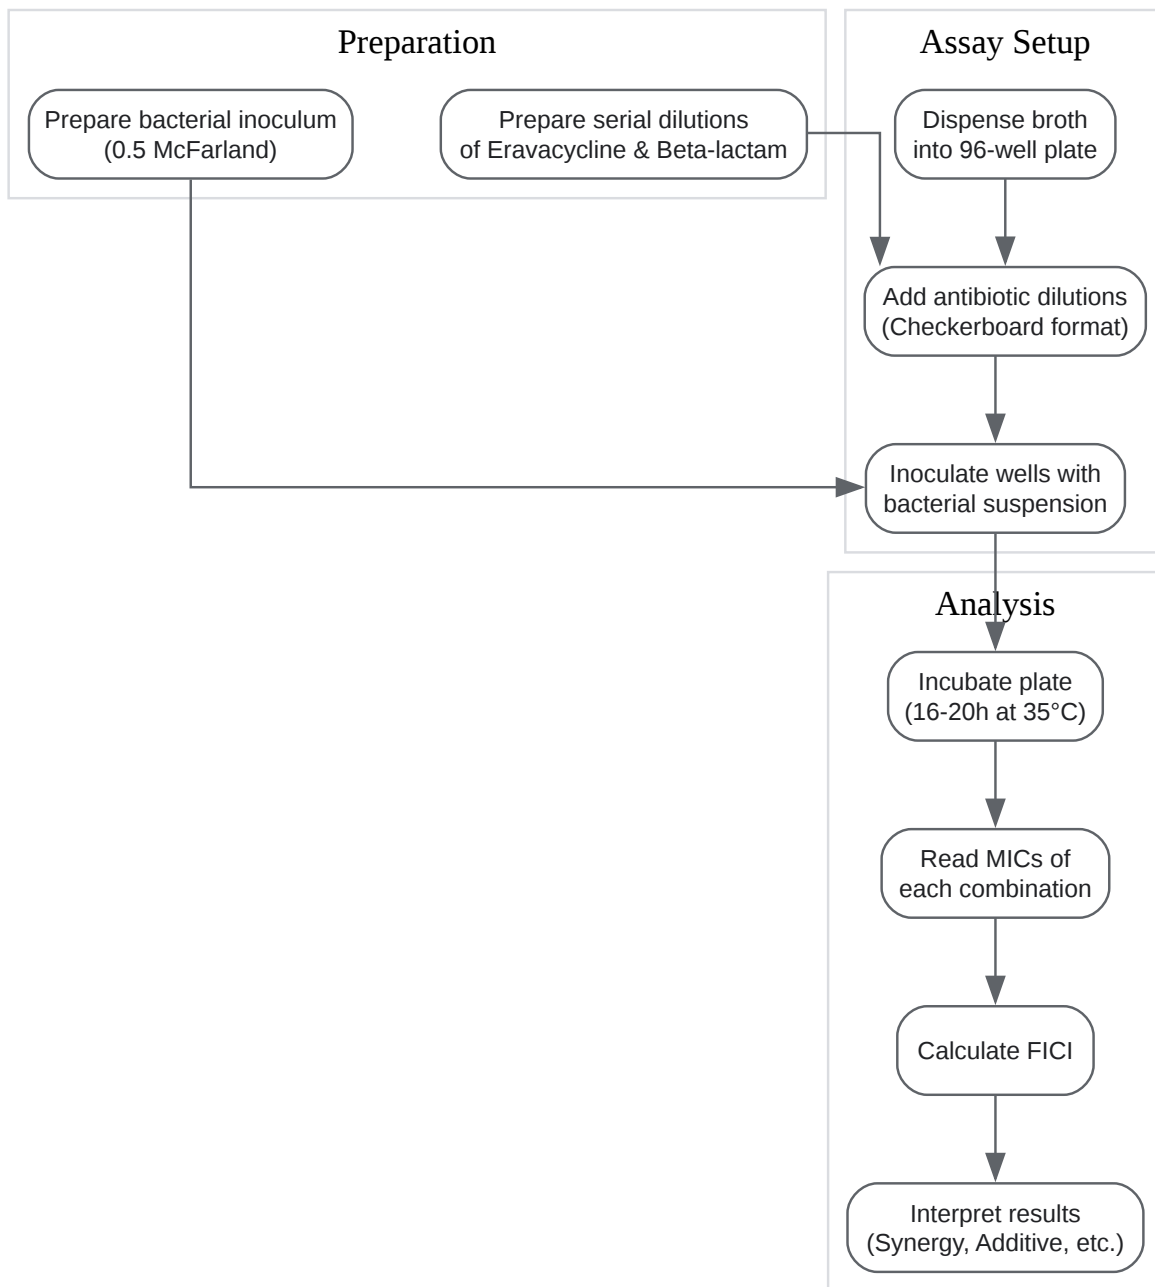 Preparation
Prepare bacterial inoculum
(0.5 McFarland)
Prepare serial dilutions
of Eravacycline & Beta-lactam
Assay Setup
Dispense broth
into 96-well plate
Add antibiotic dilutions
(Checkerboard format)
Inoculate wells with
bacterial suspension
Analysis
Incubate plate
(16-20h at 35°C)
Read MICs of
each combination
Calculate FICI
Interpret results
(Synergy, Additive, etc.)